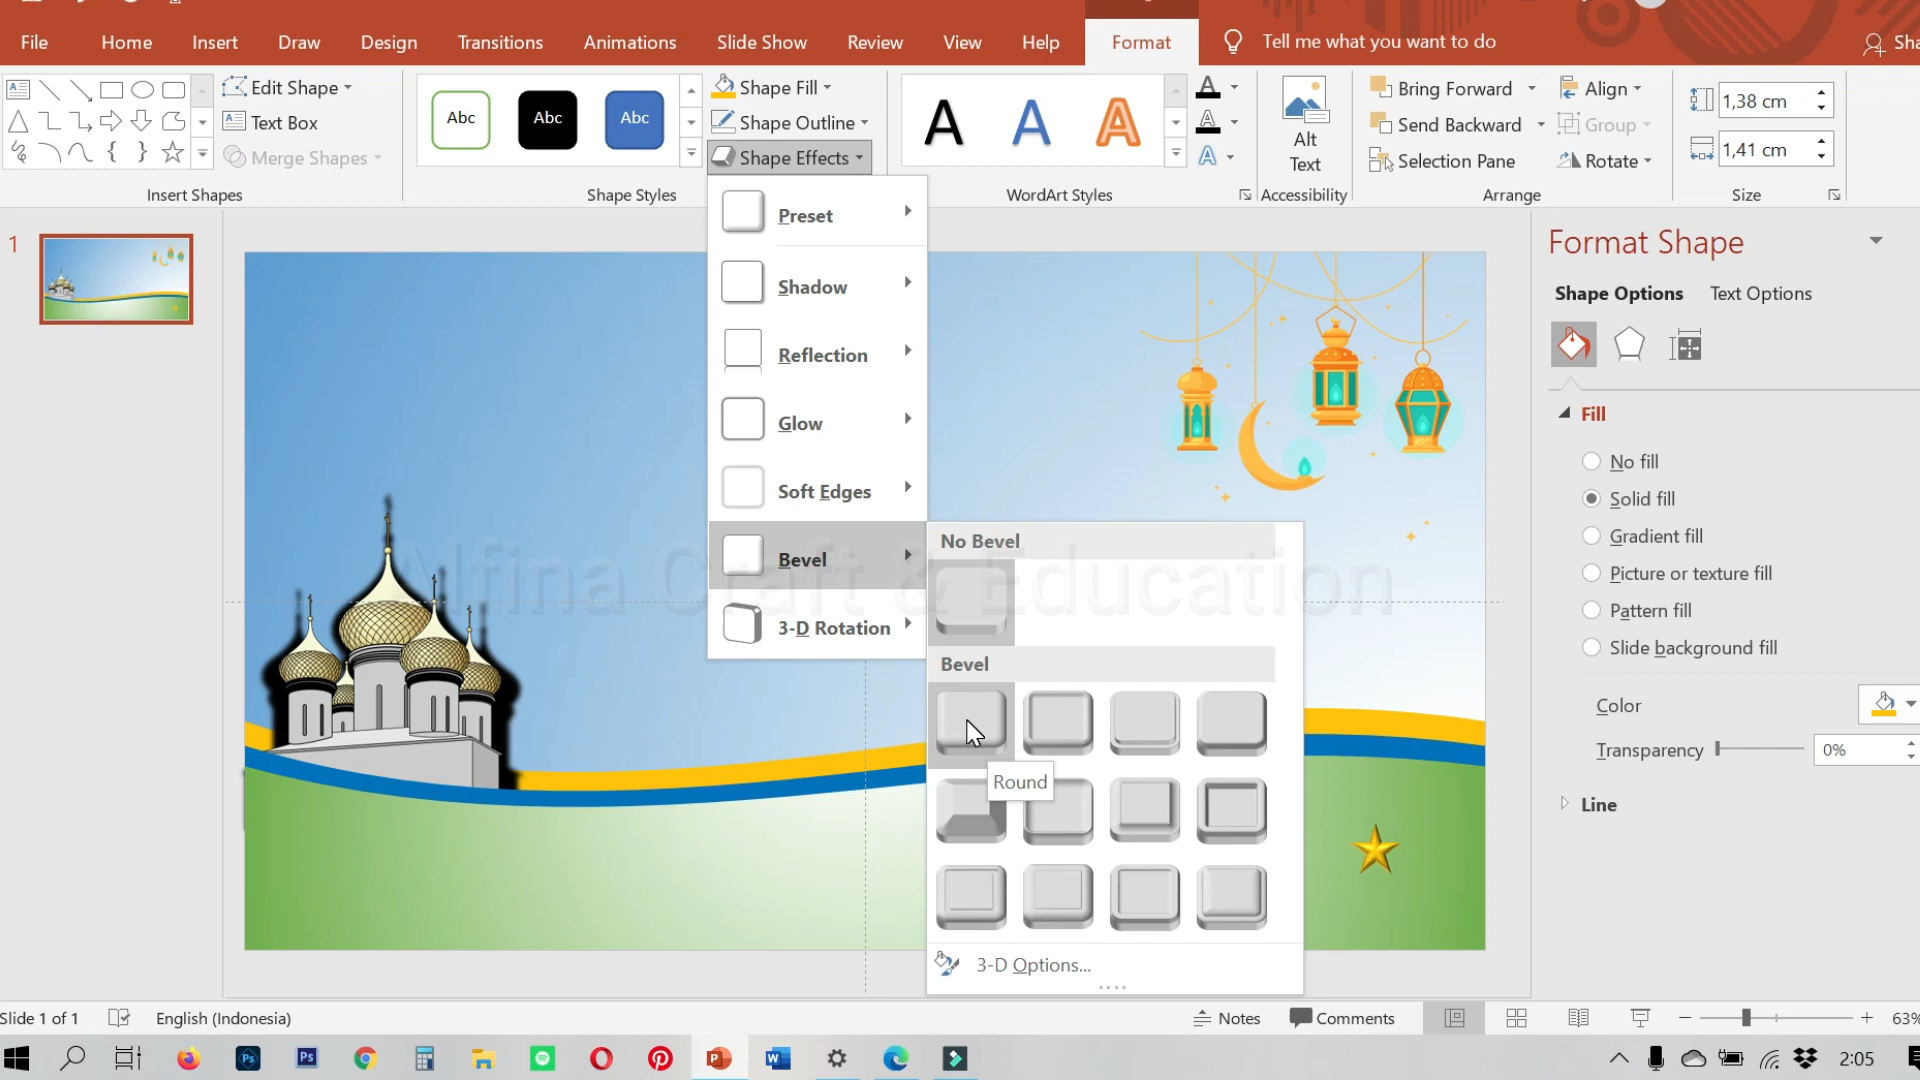 File Home Insert Draw Design Transitions Animations Slide Show Review View Help Format Tell me what you want to do
Edit Shape
Text Box
Merge Shapes
Insert Shapes
Abc Abc Abc
Shape Fill
Shape Outline
Shape Effects
Shape Styles
A A A
WordArt Styles
Alt
Text
Accessibility
Bring Forward
Send Backward
Selection Pane
Align
Group
Rotate
Arrange
1,38 cm
1,41 cm
Size
1
Preset
Shadow
Reflection
Glow
Soft Edges
Bevel
3-D Rotation
No Bevel
Bevel
Round
3-D Options...
Alfina Craft & Education
Format Shape
Shape Options Text Options
Fill
No fill
Solid fill
Gradient fill
Picture or texture fill
Pattern fill
Slide background fill
Color
Transparency 0%
Line
Slide 1 of 1 English (Indonesia) Notes Comments 63%
2:05